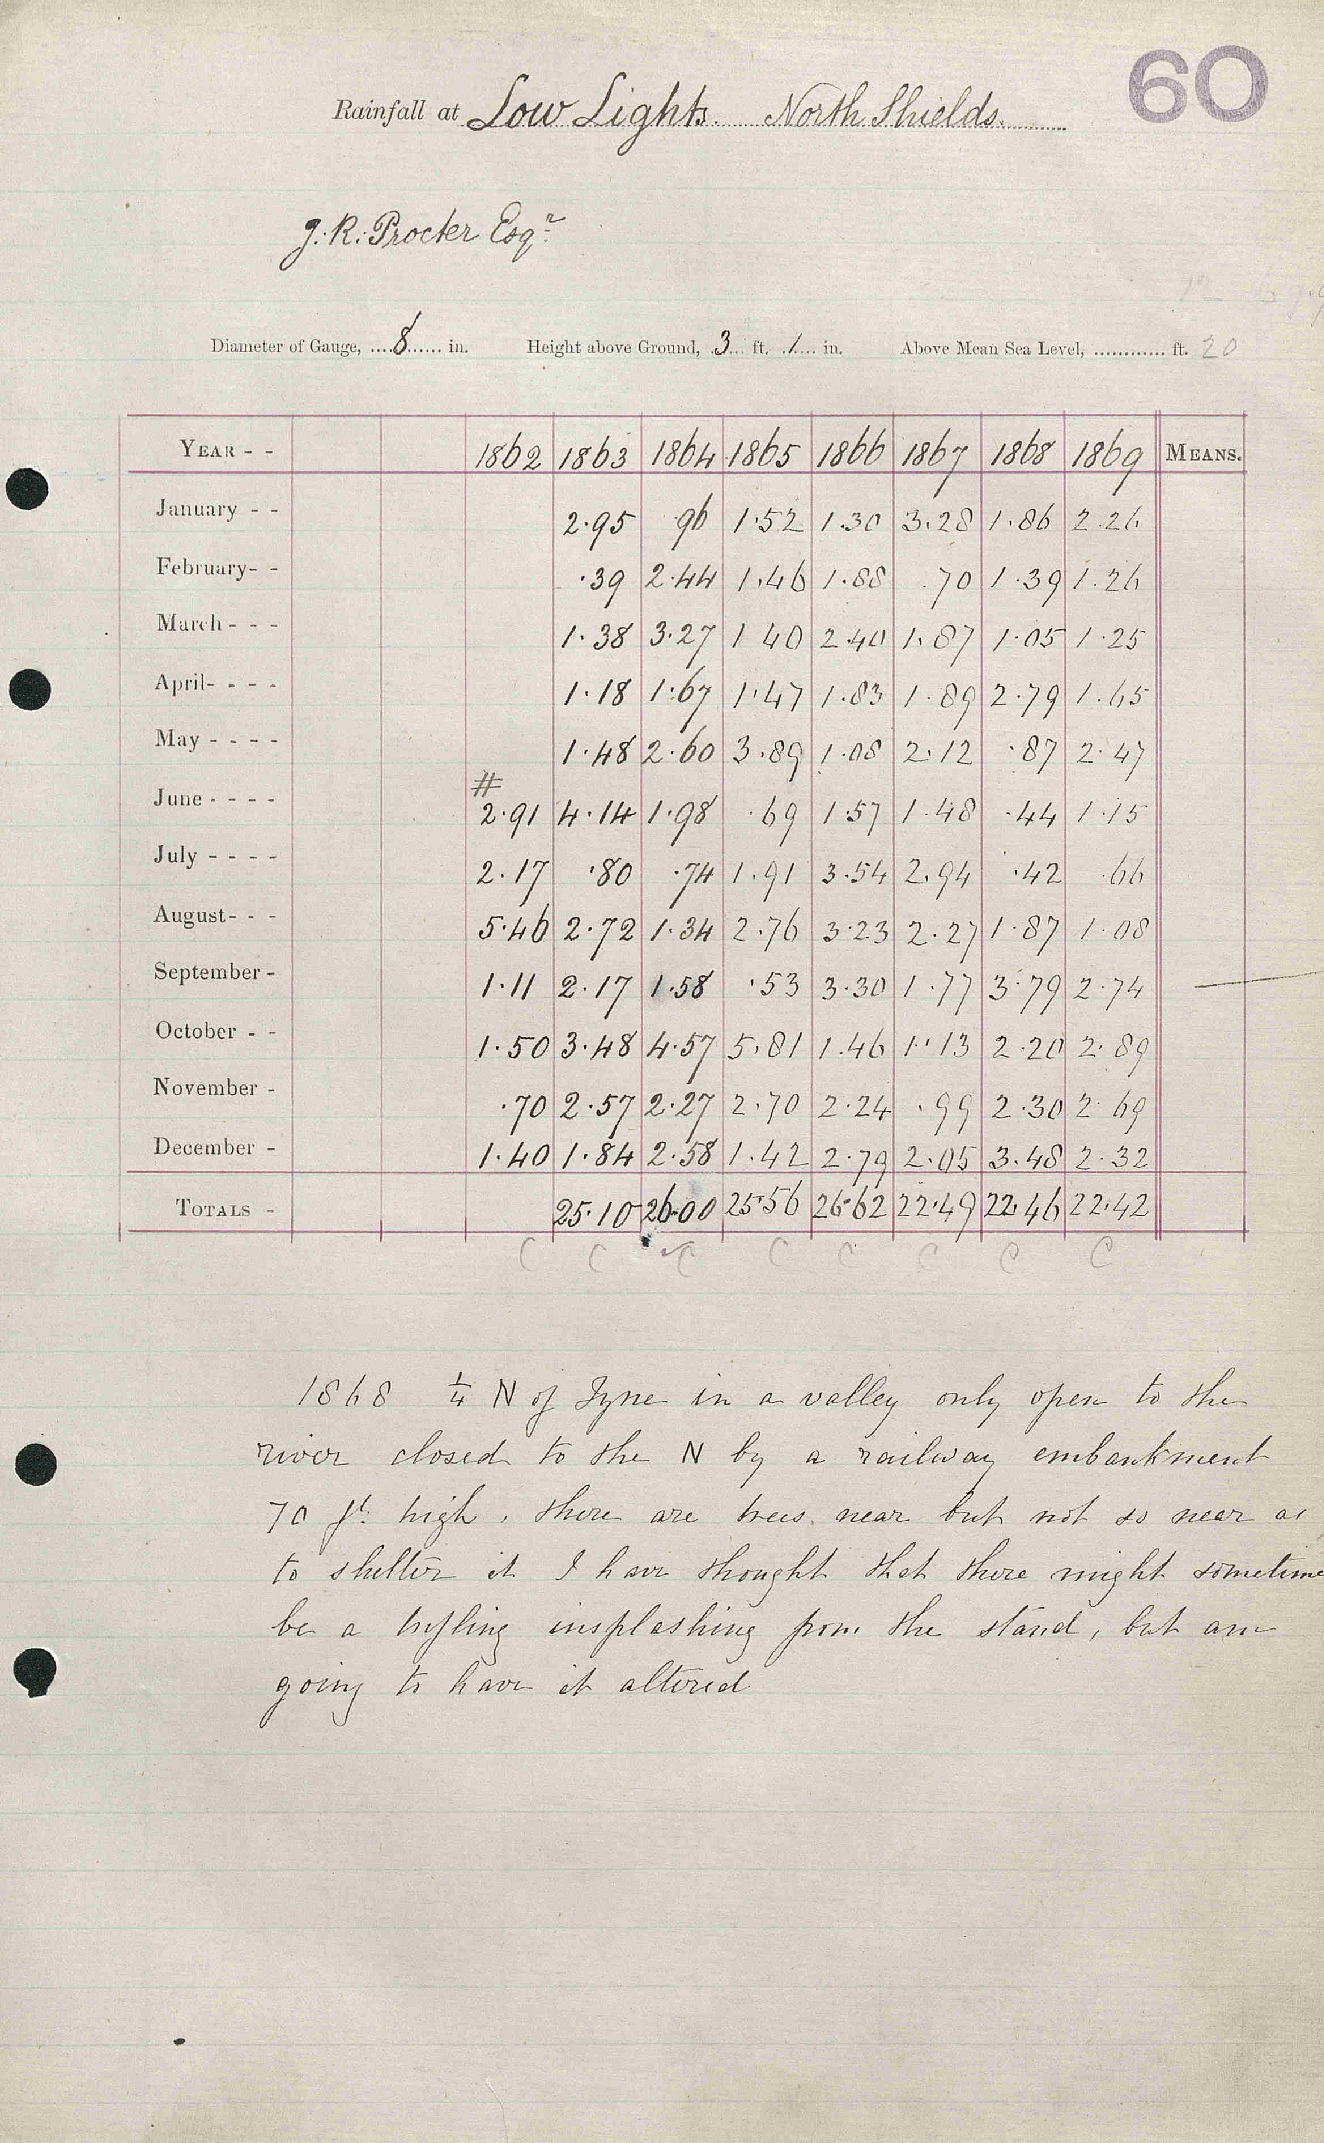 60
Rainfall at Low Lights. North Shields.
J. R. Procter Esqr
Diameter of Gauge, 8 in. Height above Ground, 3 ft. 1 in. Above Mean Sea Level, ft. 20
YEAR - - 1862 1863 1864 1865 1866 1867 1868 1869 MEANS.
January - - 2.95 .96 1.52 1.30 3.28 1.86 2.26
February- - .39 2.44 1.46 1.88 .70 1.39 1.26
March - - - 1.38 3.27 1.40 2.40 1.87 1.05 1.25
April- - - - 1.18 1.67 1.47 1.83 1.89 2.79 1.65
May - - - - 1.48 2.60 3.89 1.08 2.12 .87 2.47
#
June - - - - 2.91 4.14 1.98 .69 1.57 1.48 .44 1.15
July - - - - 2.17 .80 .74 1.91 3.54 2.94 .42 .66
August- - - 5.46 2.72 1.34 2.76 3.23 2.27 1.87 1.08
September - 1.11 2.17 1.58 .53 3.30 1.77 3.79 2.74
October - - 1.50 3.48 4.57 5.81 1.46 1.13 2.20 2.89
November - .70 2.57 2.27 2.70 2.24 .99 2.30 2.69
December - 1.40 1.84 2.58 1.42 2.79 2.05 3.48 2.32
TOTALS - 25.10 26.00 25.56 26.62 22.49 22.46 22.42
C C C C C C C C
1868 1/4 N of Tyne in a valley only open to the
river closed to the N by a railway embankment
70 ft. high, there are trees near but not so near as
to shelter it I have thought that there might sometime
be a trifling insplashing from the stand, but am
going to have it altered